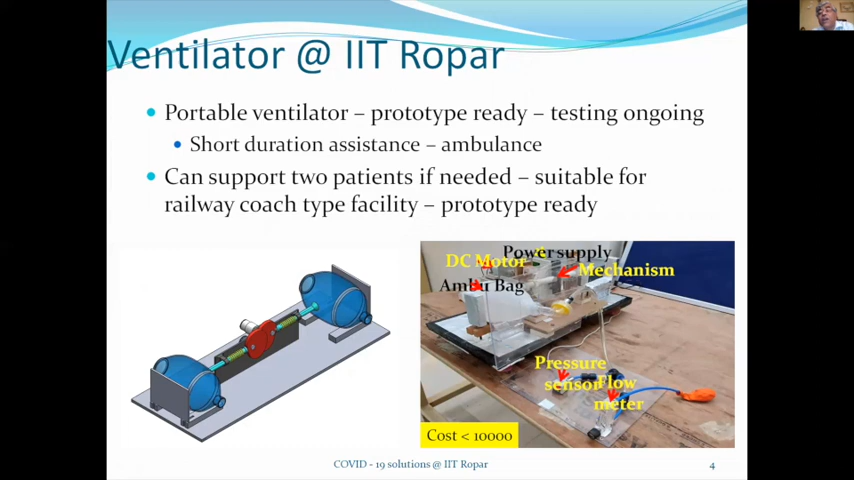 Ventilator @ IIT Ropar
Portable ventilator – prototype ready – testing ongoing
Short duration assistance – ambulance
Can support two patients if needed – suitable for
railway coach type facility – prototype ready
Power supply
DC Motor
Mechanism
Ambu Bag
Pressure
sensor
Flow
meter
Cost < 10000
COVID - 19 solutions @ IIT Ropar
4